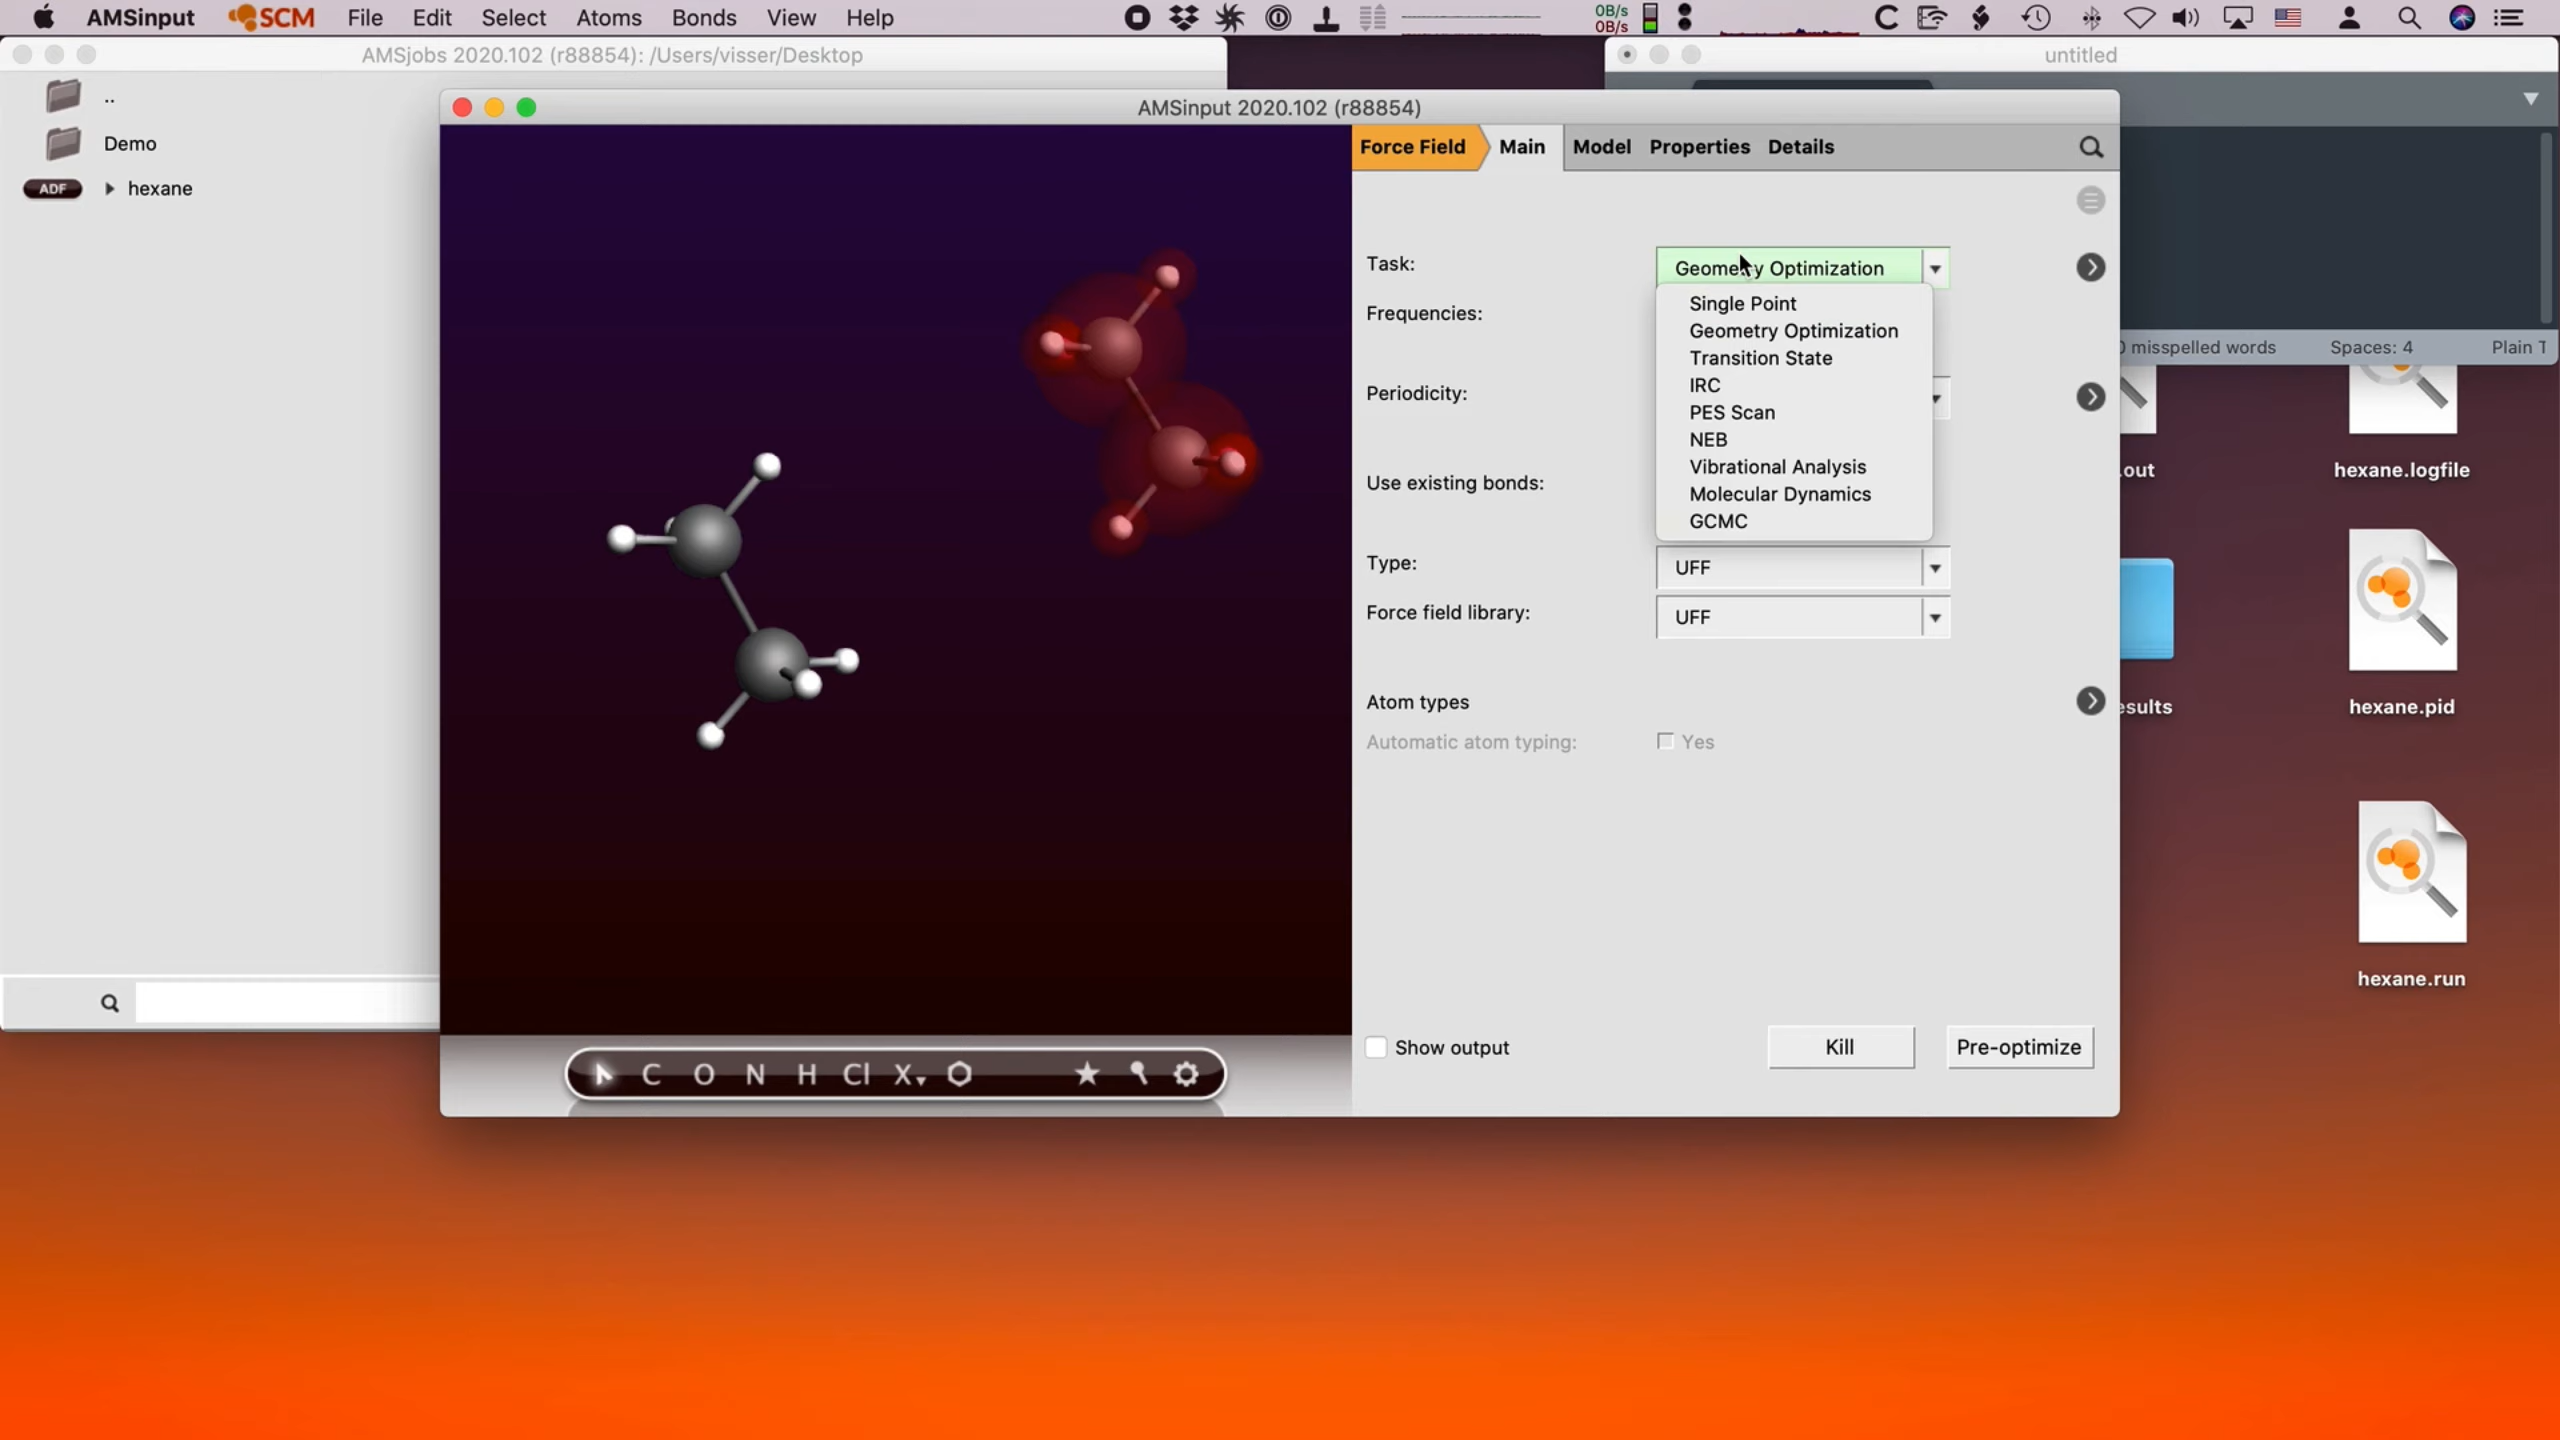 AMSinput SCM File Edit Select Atoms Bonds View Help
0B/s
0B/s
AMSjobs 2020.102 (r88854): /Users/visser/Desktop
untitled
..
Demo
ADF hexane
AMSinput 2020.102 (r88854)
Force Field Main Model Properties Details
Task: Geometry Optimization
Frequencies:
Periodicity:
Use existing bonds:
Single Point
Geometry Optimization
Transition State
IRC
PES Scan
NEB
Vibrational Analysis
Molecular Dynamics
GCMC
Type: UFF
Force field library: UFF
Atom types
Automatic atom typing: Yes
Show output Kill Pre-optimize
C O N H Cl X
misspelled words Spaces: 4 Plain T
.out
hexane.logfile
esults
hexane.pid
hexane.run